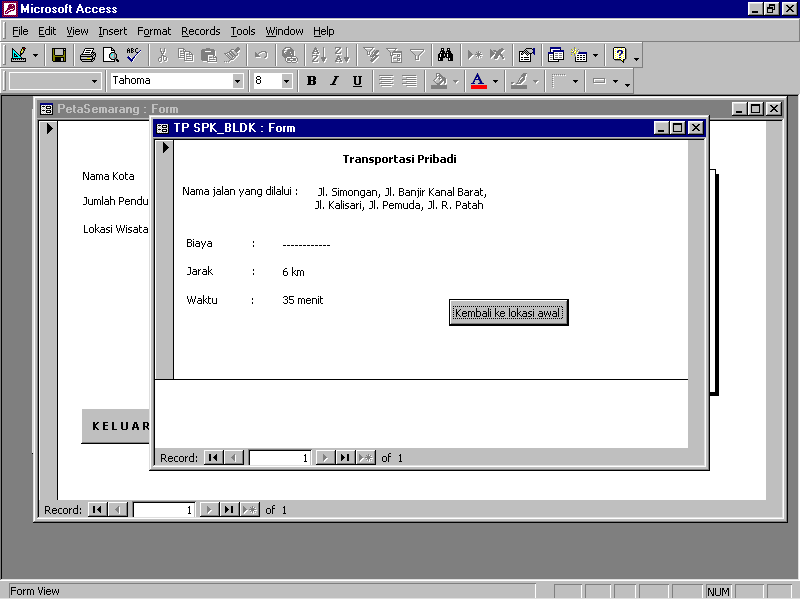 Microsoft Access
File Edit View Insert Format Records Tools Window Help
Tahoma 8 B I U A
PetaSemarang : Form
TP SPK_BLDK : Form
Transportasi Pribadi
Nama Kota
Nama jalan yang dilalui : Jl. Simongan, Jl. Banjir Kanal Barat,
Jumlah Pendu
Jl. Kalisari, Jl. Pemuda, Jl. R. Patah
Lokasi Wisata
Biaya : ------------
Jarak : 6 km
Waktu : 35 menit
Kembali ke lokasi awal
KELUAR
Record: 1 of 1
Record: 1 of 1
Form View NUM